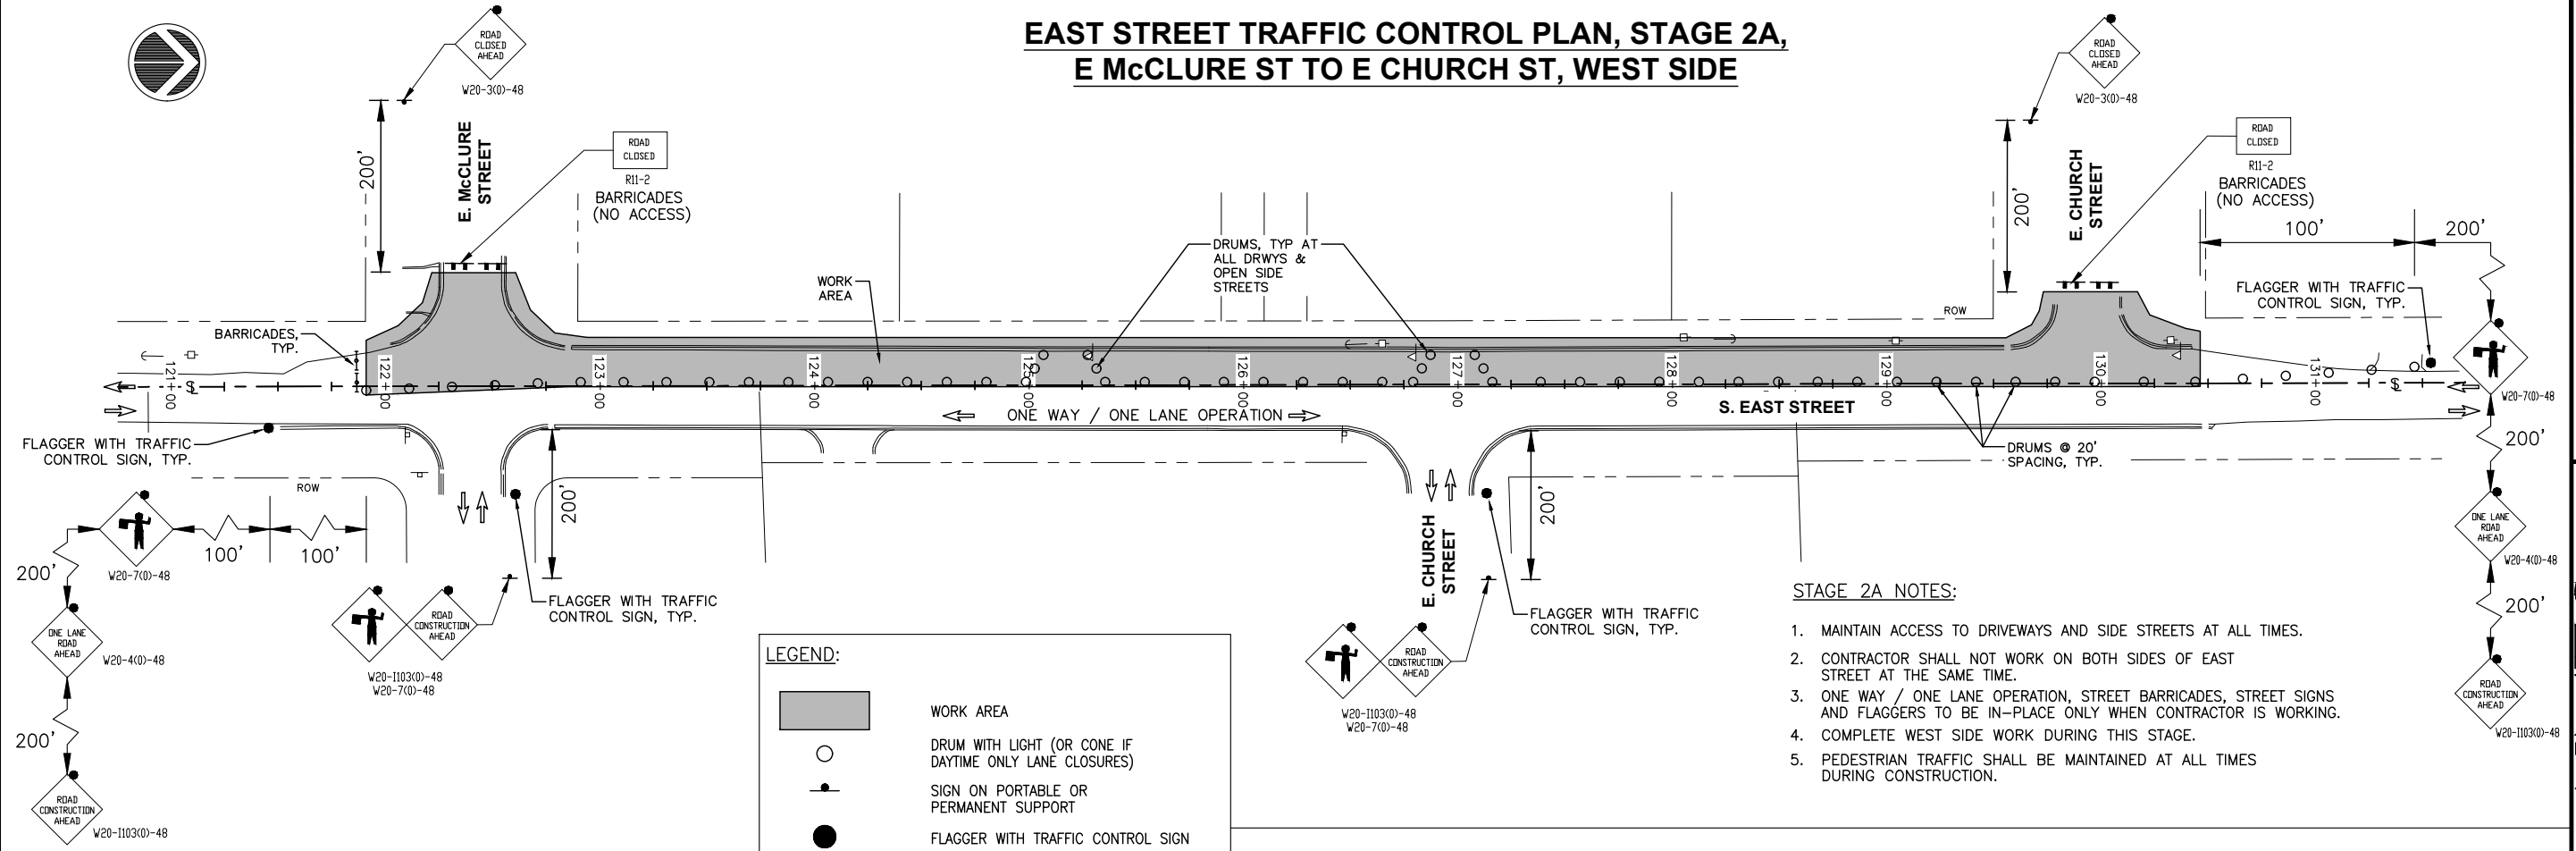 EAST STREET TRAFFIC CONTROL PLAN, STAGE 2A,
E McCLURE ST TO E CHURCH ST, WEST SIDE
ROAD
CLOSED
AHEAD
W20-3(O)-48
200'
E. McCLURE
STREET
ROAD
CLOSED
R11-2
BARRICADES
(NO ACCESS)
DRUMS, TYP AT
ALL DRWYS &
OPEN SIDE
STREETS
WORK
AREA
ROAD
CLOSED
AHEAD
W20-3(O)-48
200'
E. CHURCH
STREET
ROAD
CLOSED
R11-2
BARRICADES
(NO ACCESS)
100'
200'
FLAGGER WITH TRAFFIC
CONTROL SIGN, TYP.
ROW
BARRICADES,
TYP.
121+00
122+00
123+00
124+00
125+00
126+00
127+00
128+00
129+00
130+00
131+00
ONE WAY / ONE LANE OPERATION
S. EAST STREET
W20-7(O)-48
200'
DRUMS @ 20'
SPACING, TYP.
FLAGGER WITH TRAFFIC
CONTROL SIGN, TYP.
ROW
100'
100'
W20-7(O)-48
200'
ONE LANE
ROAD
AHEAD
W20-4(O)-48
200'
ROAD
CONSTRUCTION
AHEAD
W20-I103(O)-48
200'
FLAGGER WITH TRAFFIC
CONTROL SIGN, TYP.
ROAD
CONSTRUCTION
AHEAD
W20-I103(O)-48
W20-7(O)-48
E. CHURCH
STREET
200'
FLAGGER WITH TRAFFIC
CONTROL SIGN, TYP.
ROAD
CONSTRUCTION
AHEAD
W20-I103(O)-48
W20-7(O)-48
ONE LANE
ROAD
AHEAD
W20-4(O)-48
200'
ROAD
CONSTRUCTION
AHEAD
W20-I103(O)-48
LEGEND:
WORK AREA
DRUM WITH LIGHT (OR CONE IF
DAYTIME ONLY LANE CLOSURES)
SIGN ON PORTABLE OR
PERMANENT SUPPORT
FLAGGER WITH TRAFFIC CONTROL SIGN
STAGE 2A NOTES:
1. MAINTAIN ACCESS TO DRIVEWAYS AND SIDE STREETS AT ALL TIMES.
2. CONTRACTOR SHALL NOT WORK ON BOTH SIDES OF EAST
STREET AT THE SAME TIME.
3. ONE WAY / ONE LANE OPERATION, STREET BARRICADES, STREET SIGNS
AND FLAGGERS TO BE IN-PLACE ONLY WHEN CONTRACTOR IS WORKING.
4. COMPLETE WEST SIDE WORK DURING THIS STAGE.
5. PEDESTRIAN TRAFFIC SHALL BE MAINTAINED AT ALL TIMES
DURING CONSTRUCTION.